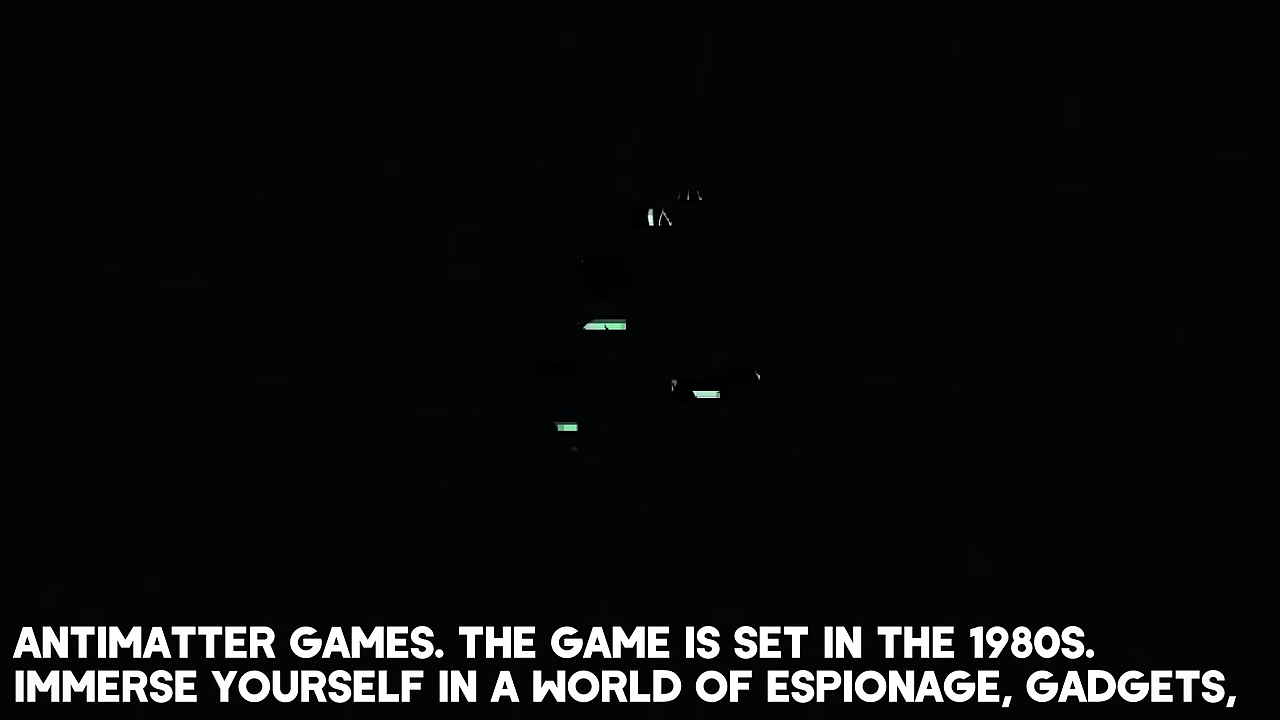 ANTIMATTER GAMES. THE GAME IS SET IN THE 1980S.
IMMERSE YOURSELF IN A WORLD OF ESPIONAGE, GADGETS,